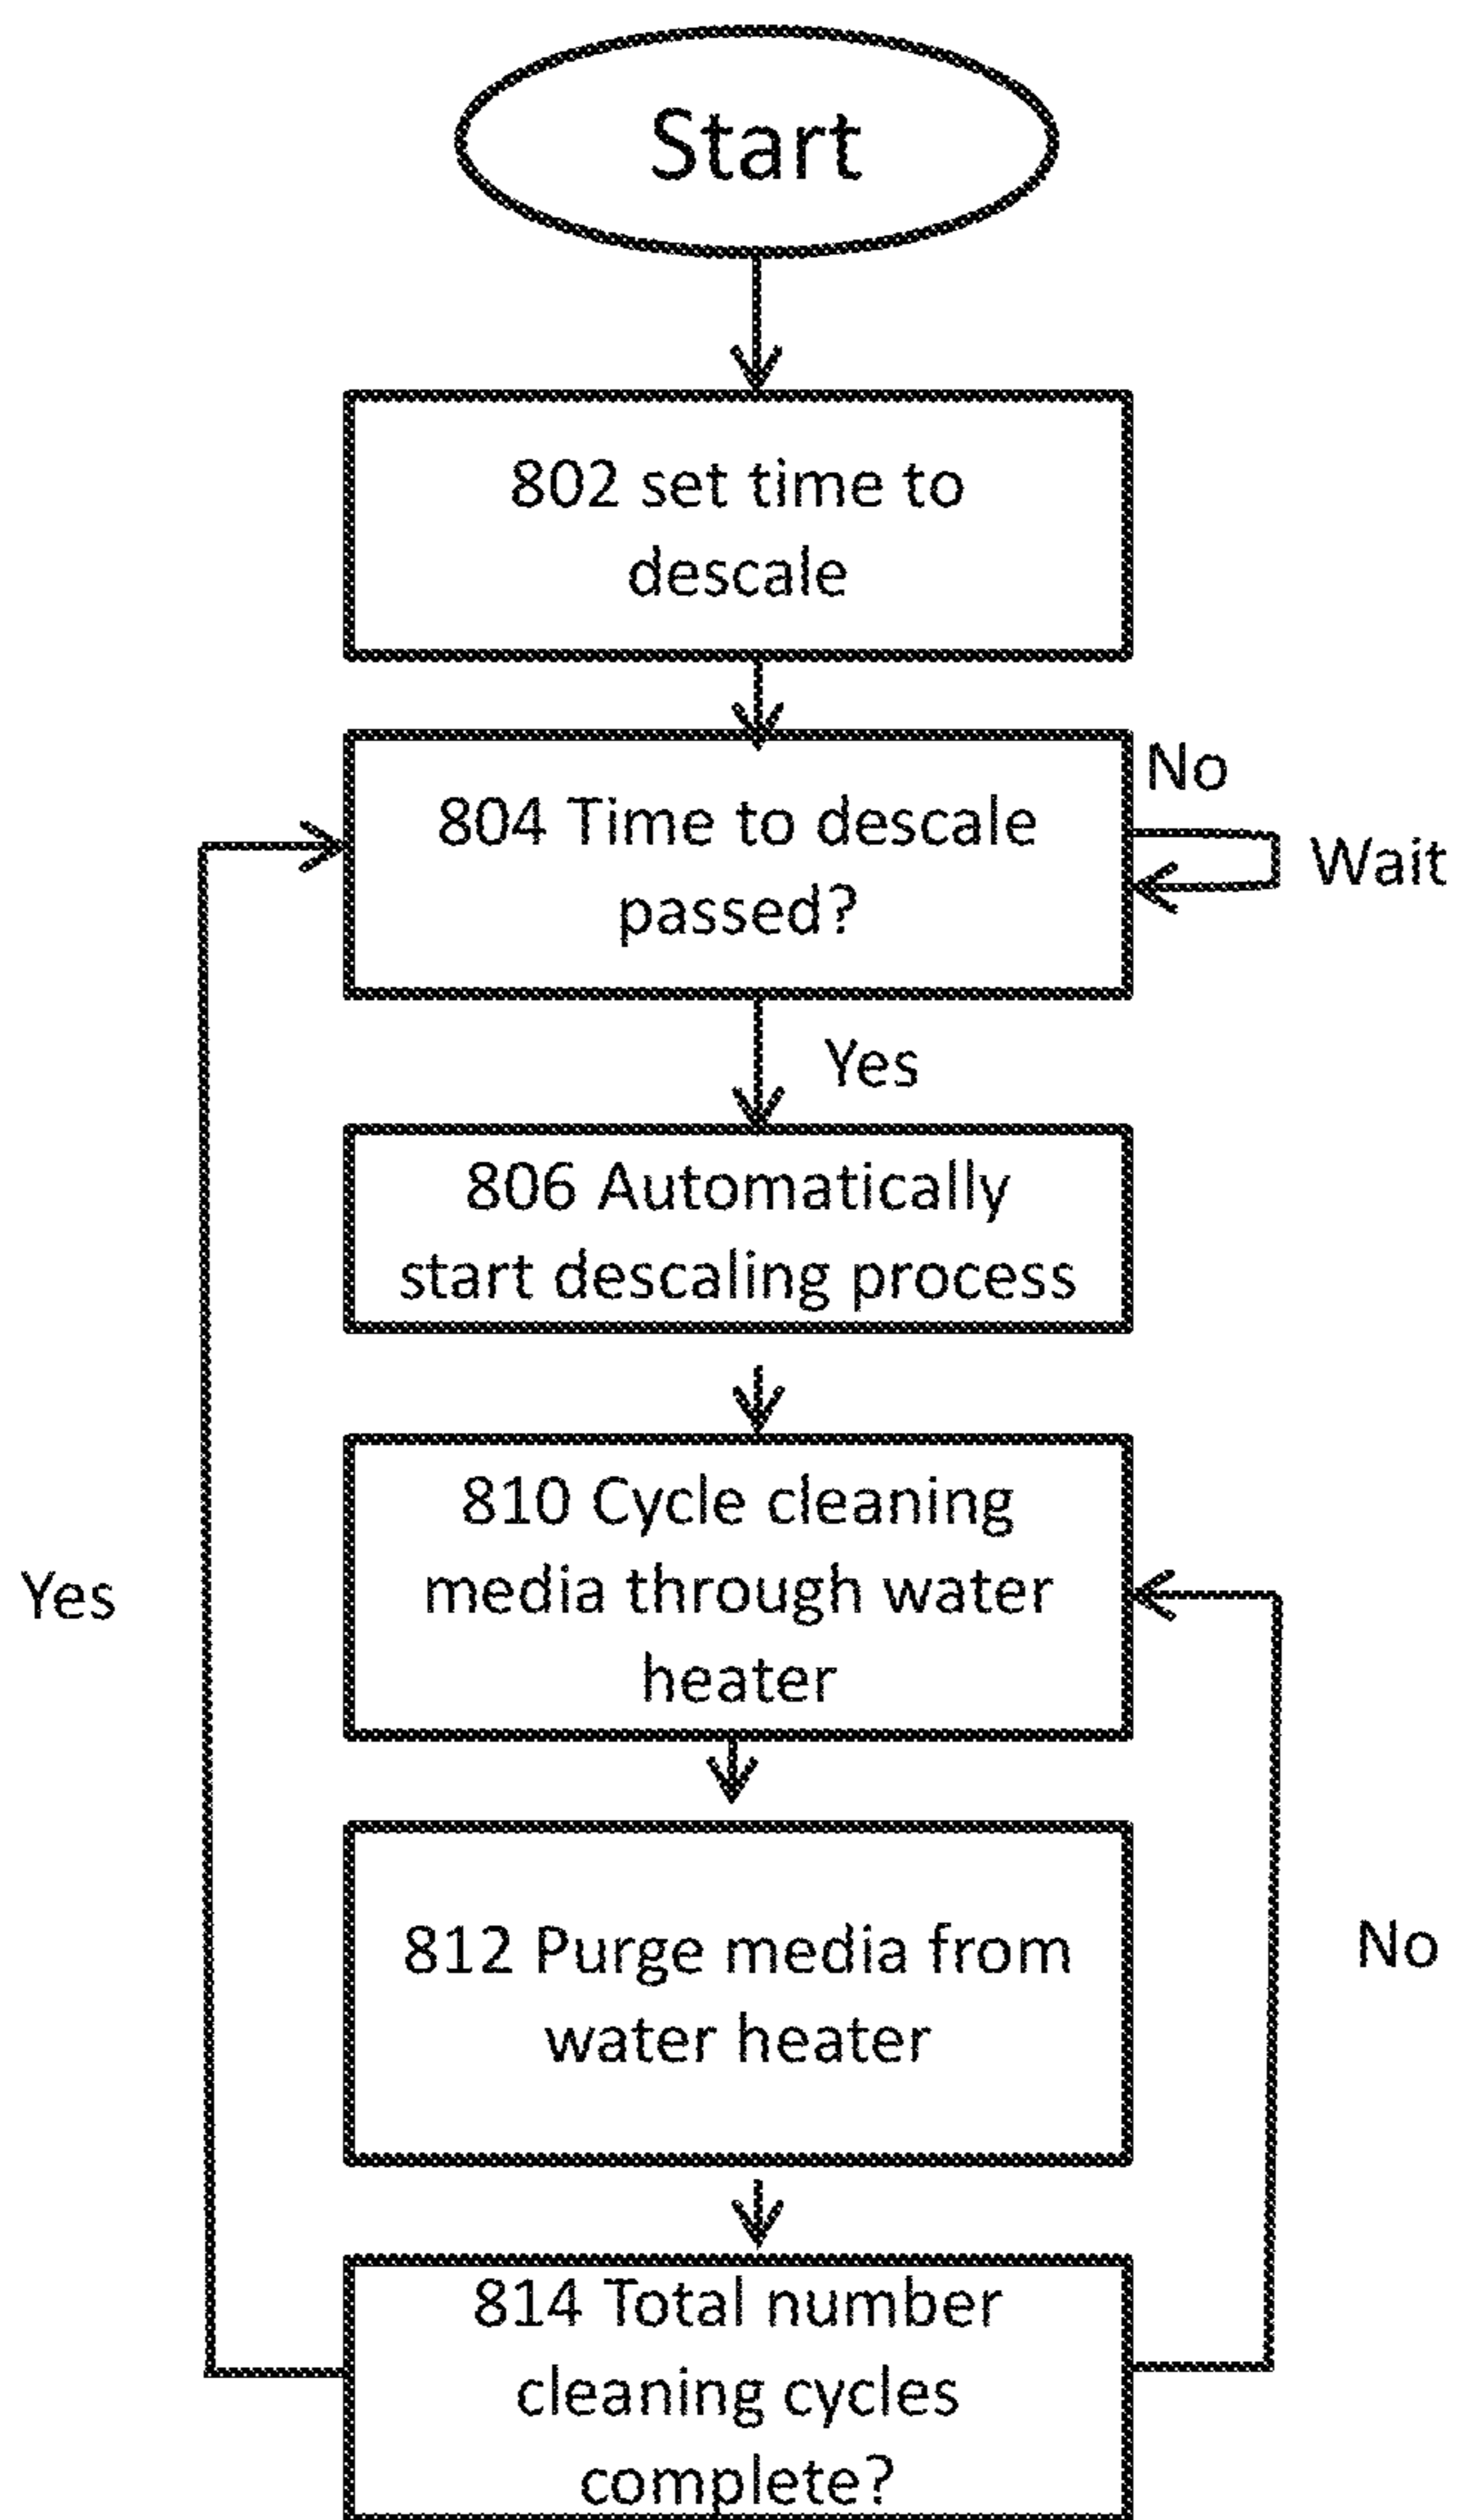 Start
802 set time to
descale
804 Time to descale
passed?
No
Wait
Yes
806 Automatically
start descaling process
810 Cycle cleaning
media through water
heater
Yes
812 Purge media from
water heater
No
814 Total number
cleaning cycles
complete?